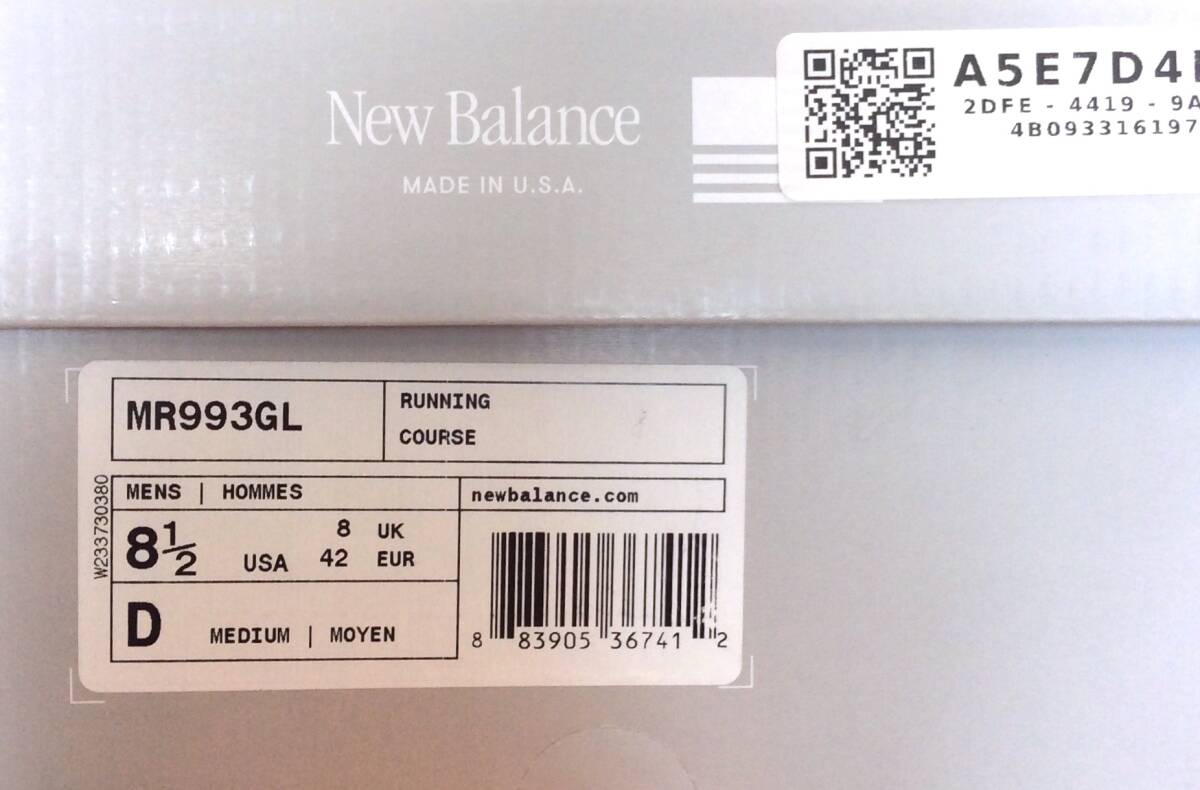 New Balance
MADE IN U.S.A.
A5E7D4
2DFE - 4419 - 9A
4B093316197
MR993GL
RUNNING
COURSE
W233730380
MENS | HOMMES
newbalance.com
8½ USA
8 UK
42 EUR
D MEDIUM | MOYEN
8 83905 36741 2